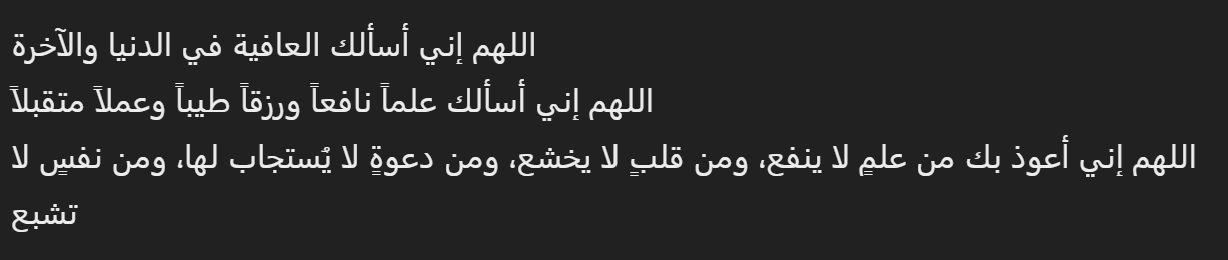 اللهم إني أسألك العافية في الدنيا والآخرة
اللهم إني أسألك علماً نافعاً ورزقاً طيباً وعملاً متقبلاً
اللهم إني أعوذ بك من علمٍ لا ينفع، ومن قلبٍ لا يخشع، ومن دعوةٍ لا يُستجاب لها، ومن نفسٍ لا
تشبع